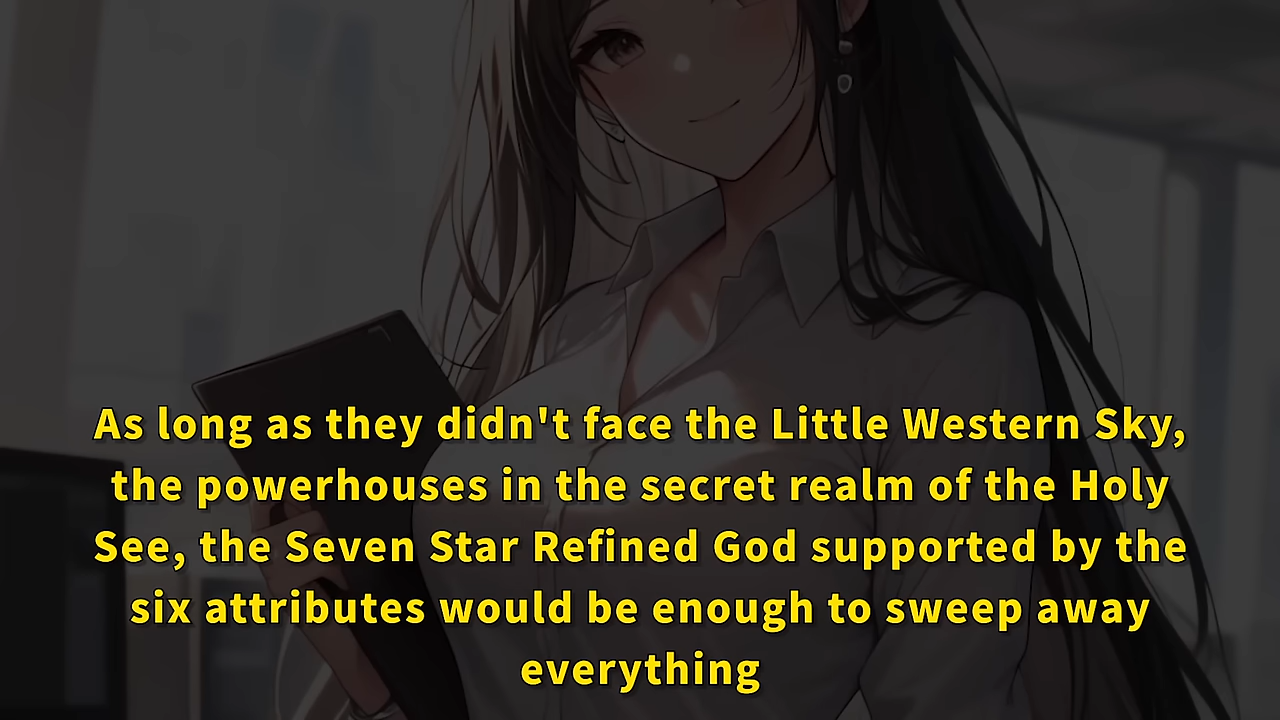 As long as they didn't face the Little Western Sky,
the powerhouses in the secret realm of the Holy
See, the Seven Star Refined God supported by the
six attributes would be enough to sweep away
everything